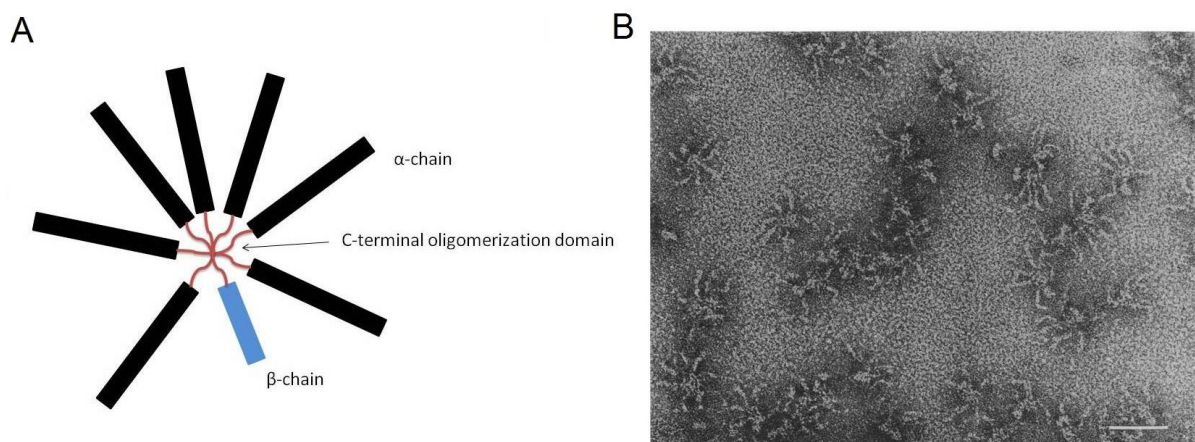 A
B
α-chain
C-terminal oligomerization domain
β-chain